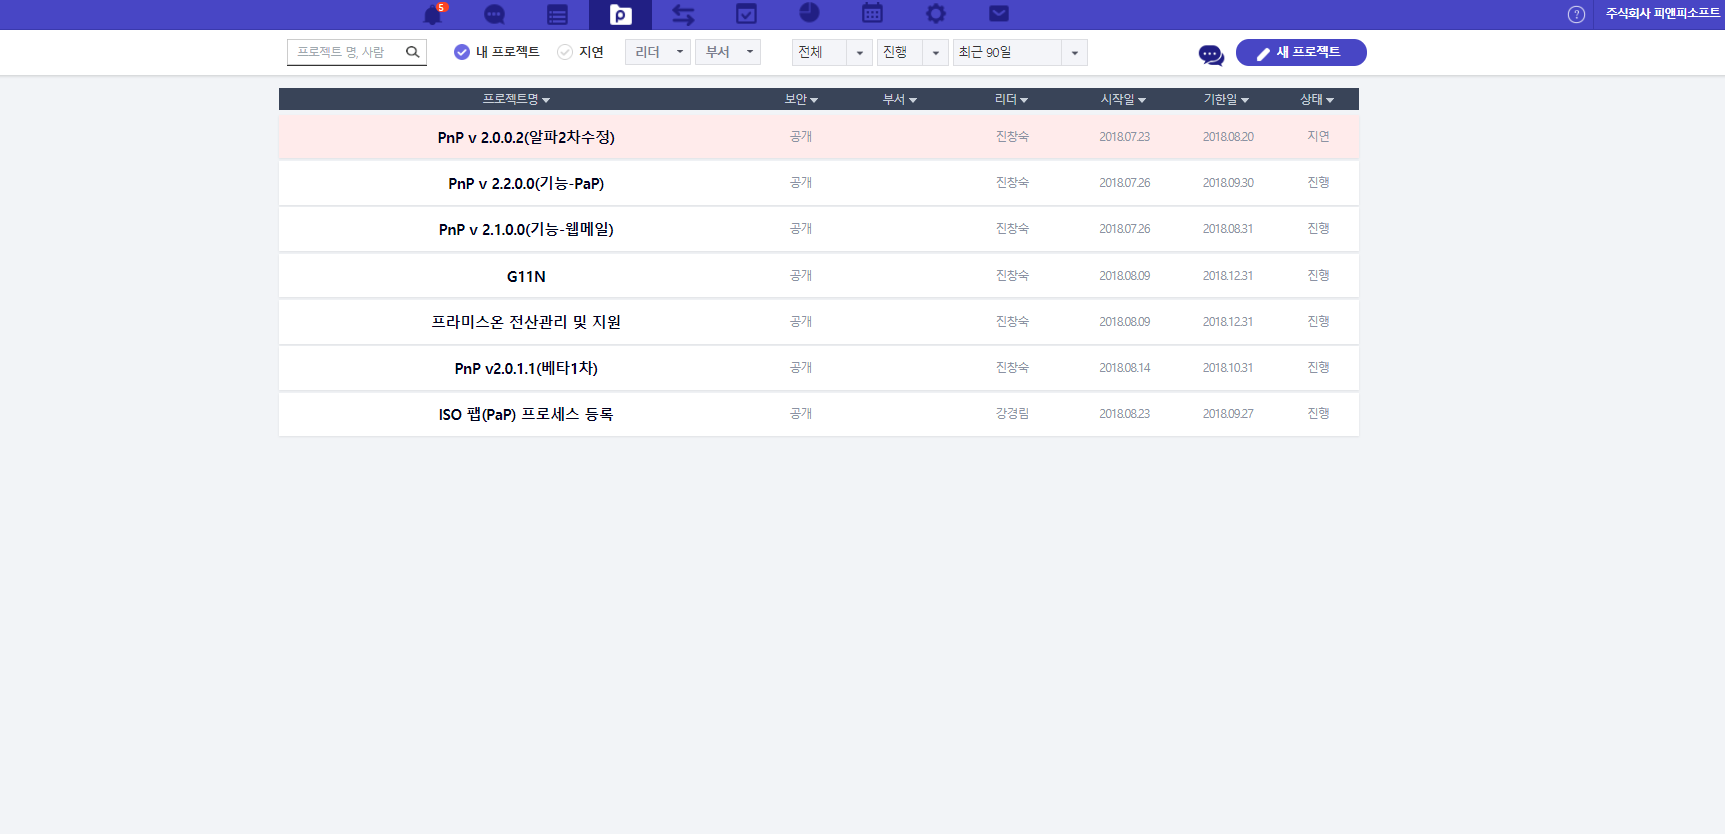 5
? 주식회사 피앤피소프트
프로젝트 명, 사람 내 프로젝트 지연 리더 부서 전체 진행 최근 90일 새 프로젝트
프로젝트명 보안 부서 리더 시작일 기한일 상태
PnP v 2.0.0.2(알파2차수정) 공개 진창숙 2018.07.23 2018.08.20 지연
PnP v 2.2.0.0(기능-PaP) 공개 진창숙 2018.07.26 2018.09.30 진행
PnP v 2.1.0.0(기능-웹메일) 공개 진창숙 2018.07.26 2018.08.31 진행
G11N 공개 진창숙 2018.08.09 2018.12.31 진행
프라미스온 전산관리 및 지원 공개 진창숙 2018.08.09 2018.12.31 진행
PnP v2.0.1.1(베타1차) 공개 진창숙 2018.08.14 2018.10.31 진행
ISO 팹(PaP) 프로세스 등록 공개 강경림 2018.08.23 2018.09.27 진행